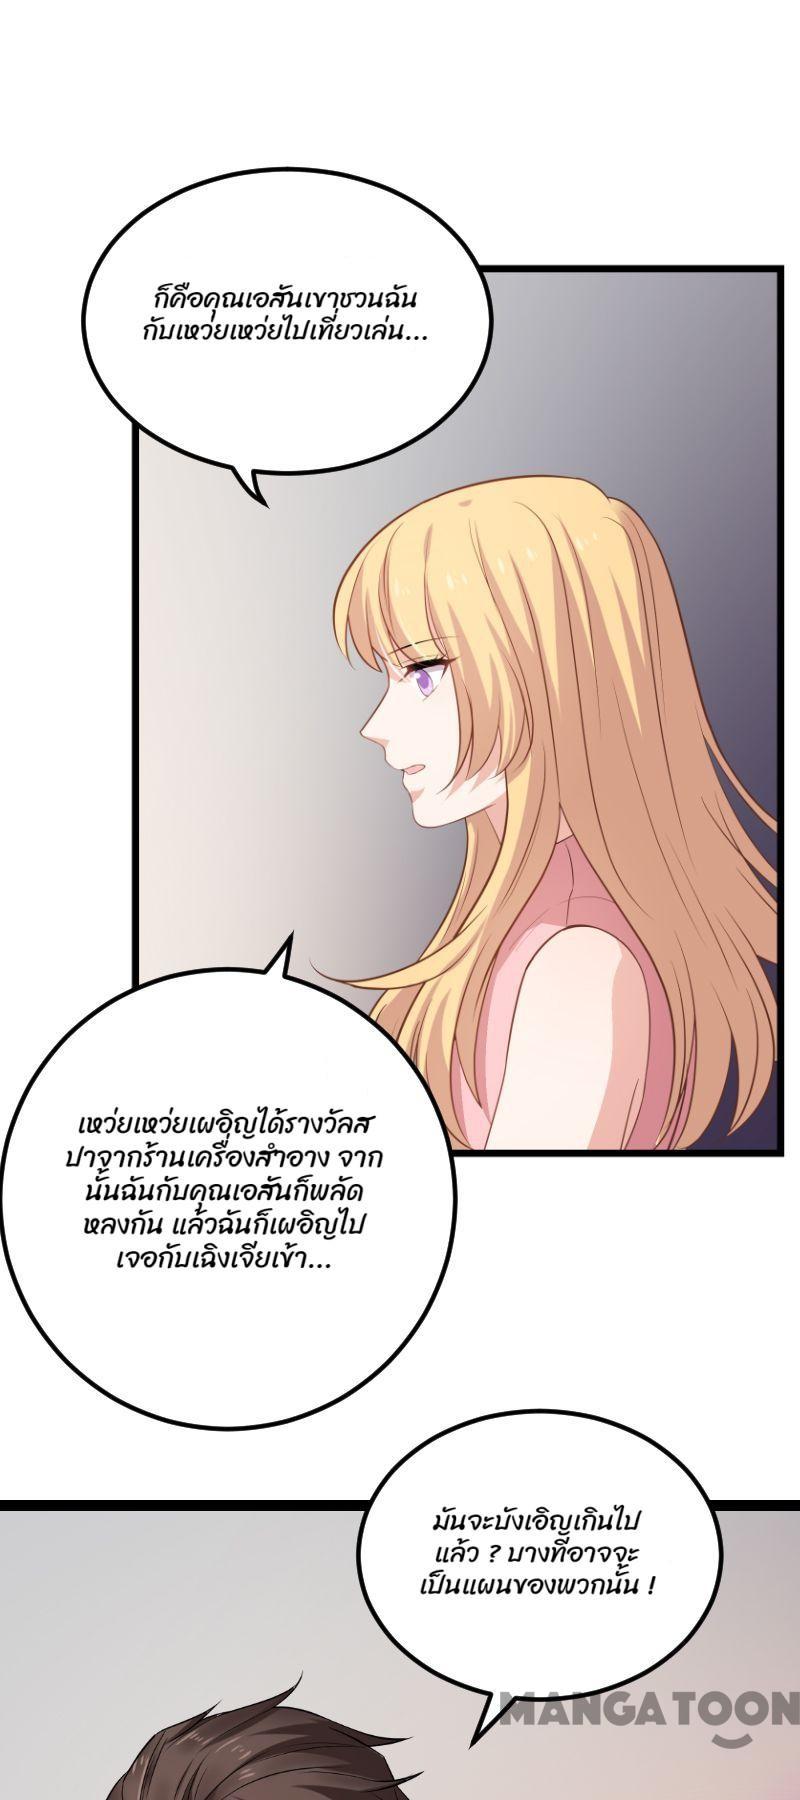 ก็คือคุณเอสันเขาชวนฉัน
กับเหว่ยเหว่ยไปเที่ยวเล่น...
เหว่ยเหว่ยเผอิญได้รางวัลส
ปาจากร้านเครื่องสำอาง จาก
นั้นฉันกับคุณเอสันก็พลัด
หลงกัน แล้วฉันก็เผอิญไป
เจอกับเฉิงเจียเข้า...
มันจะบังเอิญเกินไป
แล้ว ? บางทีอาจจะ
เป็นแผนของพวกนั้น !
MANGATOON